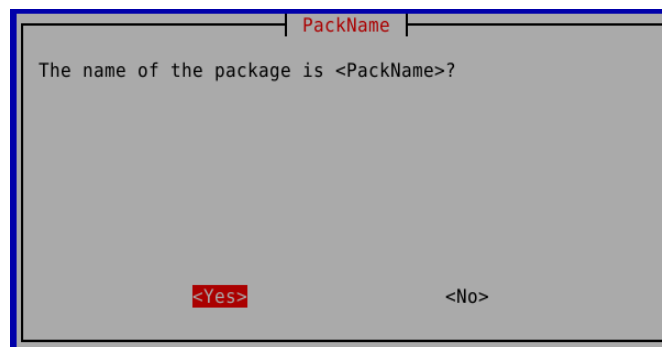 PackName
The name of the package is <PackName>?
<Yes> <No>